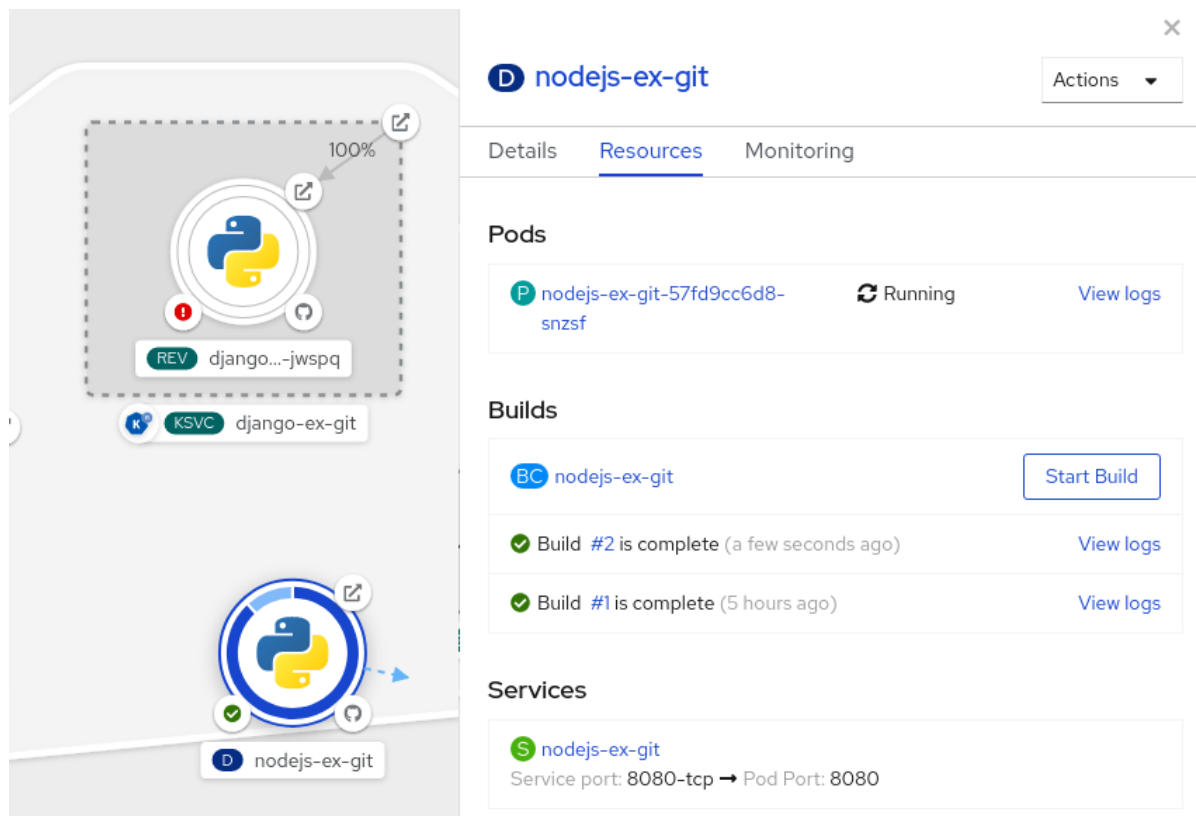 100%
REV django...-jwspq
K
KSVC django-ex-git
D nodejs-ex-git
D nodejs-ex-git
Actions
Details Resources Monitoring
Pods
P nodejs-ex-git-57fd9cc6d8- Running View logs
snzsf
Builds
BC nodejs-ex-git Start Build
Build #2 is complete (a few seconds ago) View logs
Build #1 is complete (5 hours ago) View logs
Services
S nodejs-ex-git
Service port: 8080-tcp → Pod Port: 8080